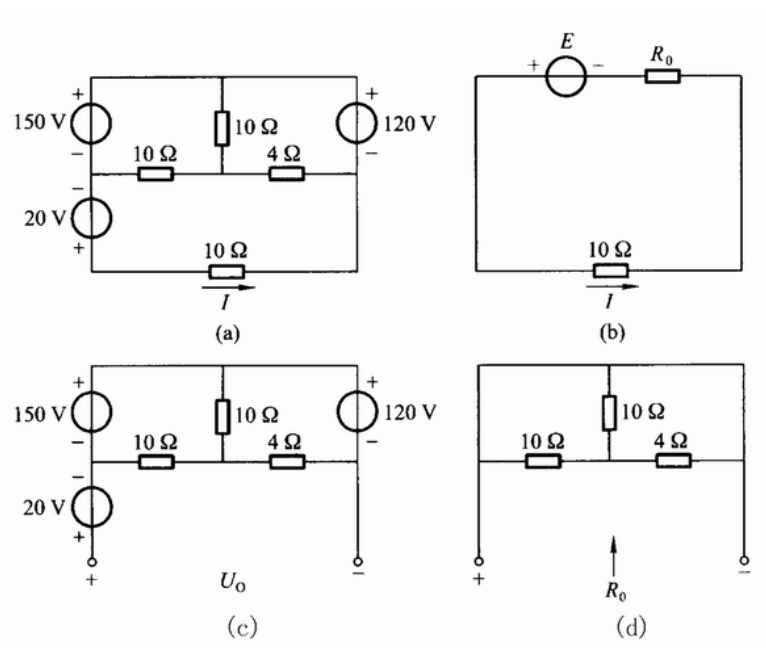 E
+ − R₀
+ +
150 V 10 Ω 120 V
− 10 Ω 4 Ω −
−
20 V
+ 10 Ω 10 Ω
I I
(a) (b)
+ +
150 V 10 Ω 120 V 10 Ω
− 10 Ω 4 Ω − 10 Ω 4 Ω
−
20 V
+
+ U₀ − + R₀ −
(c) (d)